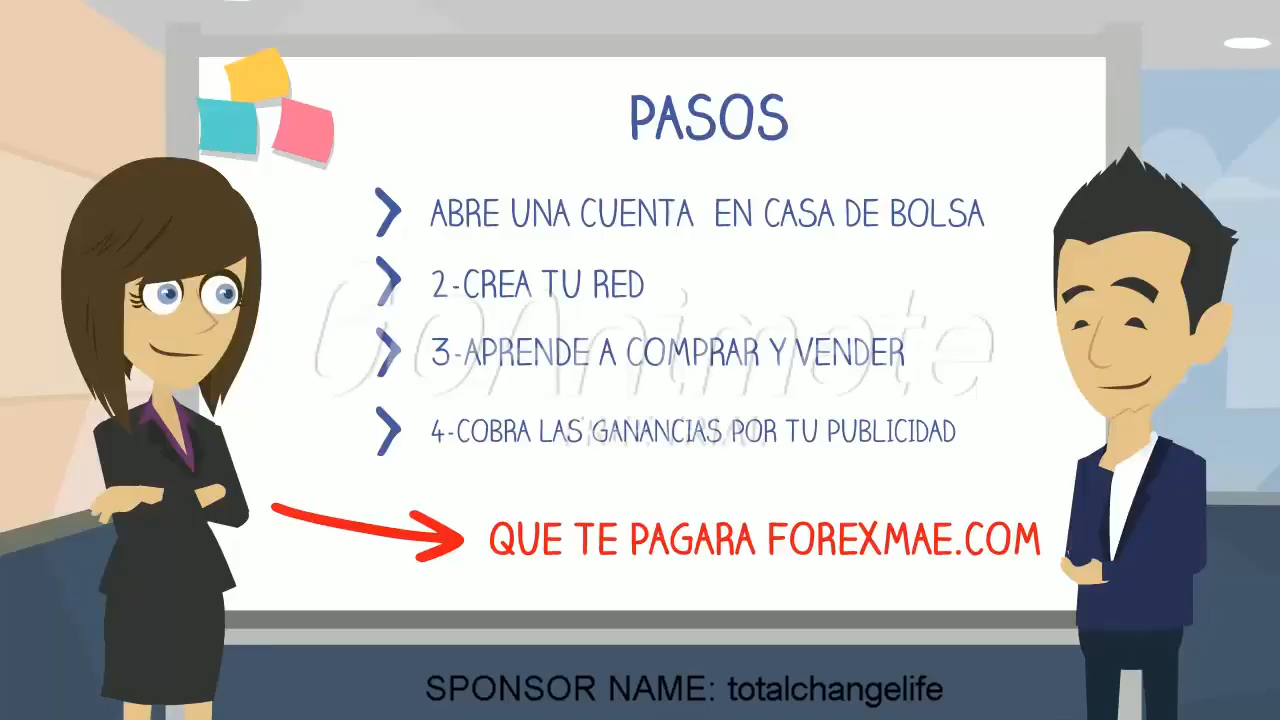 PASOS
ABRE UNA CUENTA EN CASA DE BOLSA
2-CREA TU RED
3-APRENDE A COMPRAR Y VENDER
4-COBRA LAS GANANCIAS POR TU PUBLICIDAD
QUE TE PAGARA FOREXMAE.COM
GoAnimate
SPONSOR NAME: totalchangelife